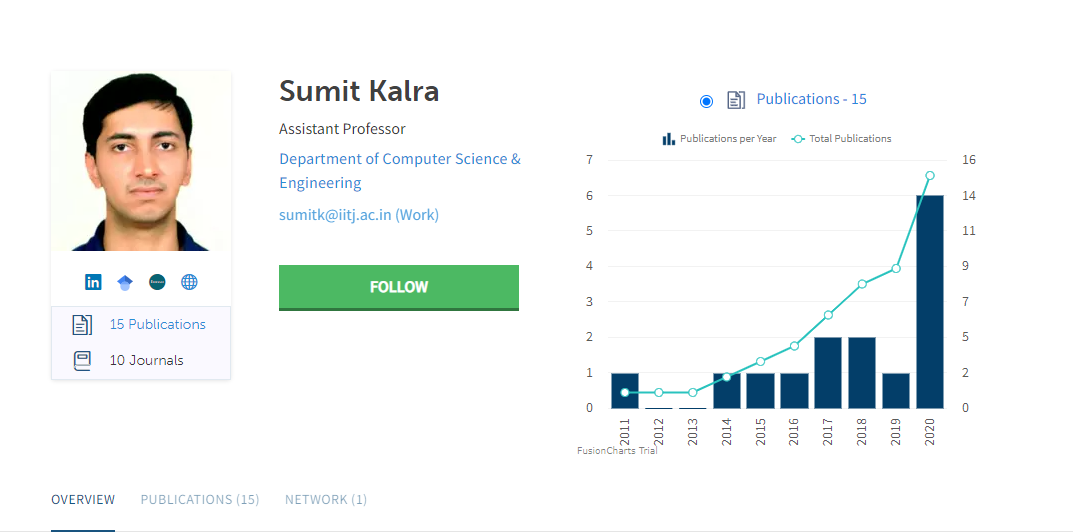 Sumit Kalra
Assistant Professor
Department of Computer Science &
Engineering
sumitk@iitj.ac.in (Work)
FOLLOW
in
15 Publications
10 Journals
Publications - 15
Publications per Year
Total Publications
7
6
5
4
3
2
1
0
16
14
11
9
7
5
2
0
2011
2012
2013
2014
2015
2016
2017
2018
2019
2020
FusionCharts Trial
OVERVIEW
PUBLICATIONS (15)
NETWORK (1)